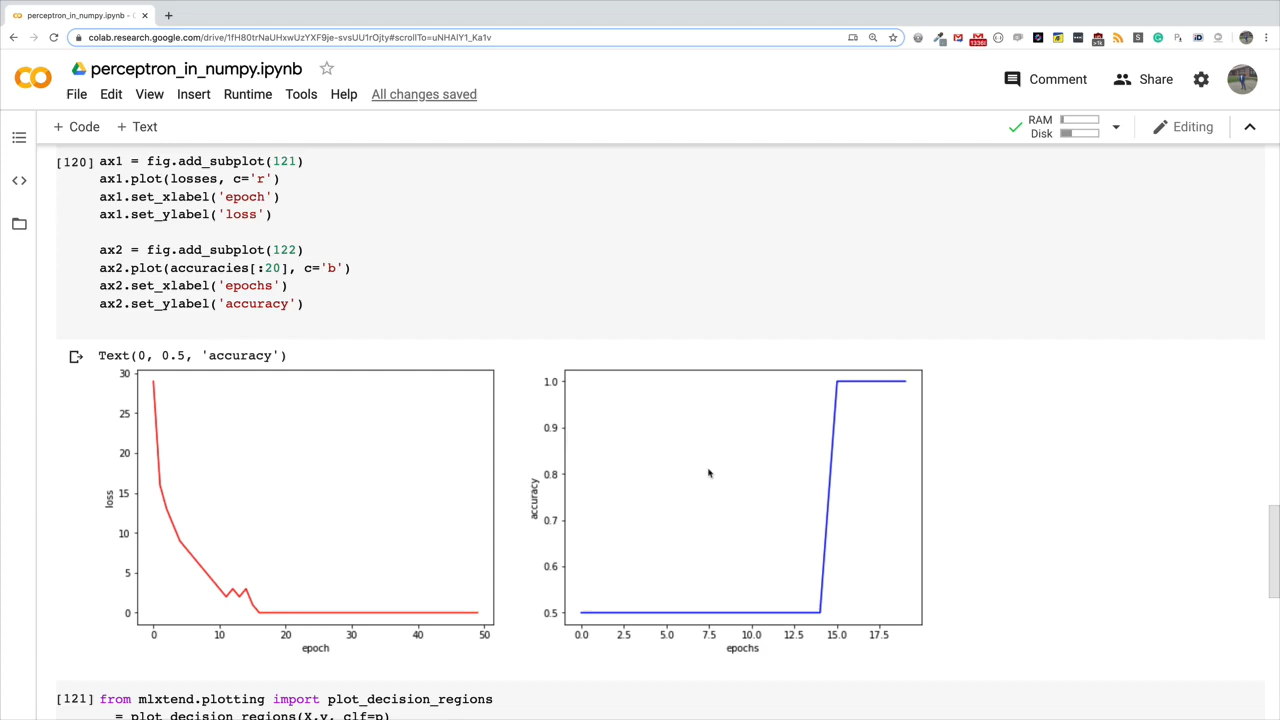 perceptron_in_numpy.ipynb - C
colab.research.google.com/drive/1fH80trNaUHxwUzYXF9je-svsUU1rOjty#scrollTo=uNHAIY1_Ka1v
perceptron_in_numpy.ipynb
Comment
Share
File Edit View Insert Runtime Tools Help All changes saved
+ Code + Text
RAM
Disk
Editing
[120] ax1 = fig.add_subplot(121)
ax1.plot(losses, c='r')
ax1.set_xlabel('epoch')
ax1.set_ylabel('loss')
ax2 = fig.add_subplot(122)
ax2.plot(accuracies[:20], c='b')
ax2.set_xlabel('epochs')
ax2.set_ylabel('accuracy')
Text(0, 0.5, 'accuracy')
30
25
20
15
10
5
0
loss
0 10 20 30 40 50
epoch
1.0
0.9
0.8
0.7
0.6
0.5
accuracy
0.0 2.5 5.0 7.5 10.0 12.5 15.0 17.5
epochs
[121] from mlxtend.plotting import plot_decision_regions
= plot_decision_regions(X,y, clf=p)